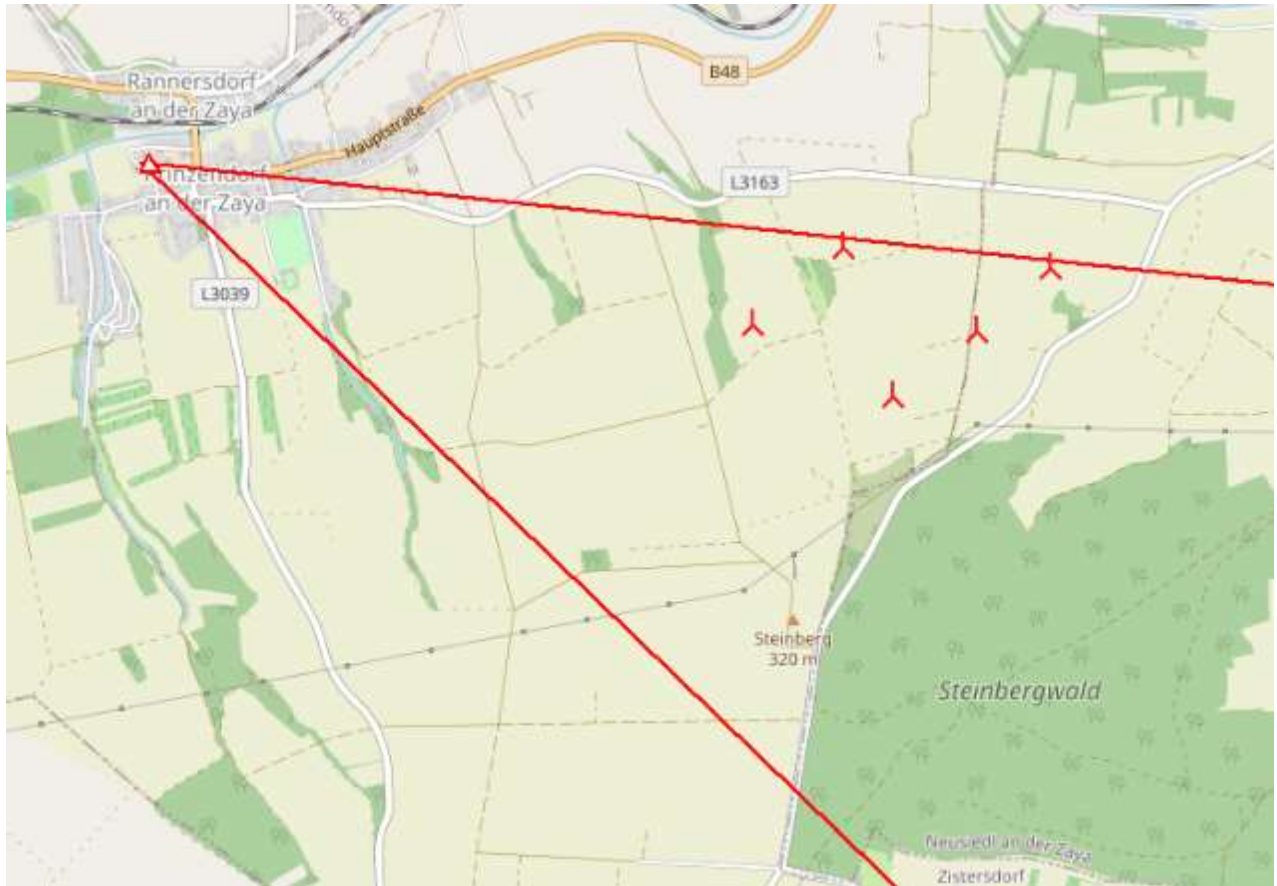 Rannersdorf
an der Zaya
B48
Hauptstraße
L3163
inzendorf
an der Zaya
L3039
Steinberg
320 m
Steinbergwald
Neusiedl an der Zaya
Zistersdorf